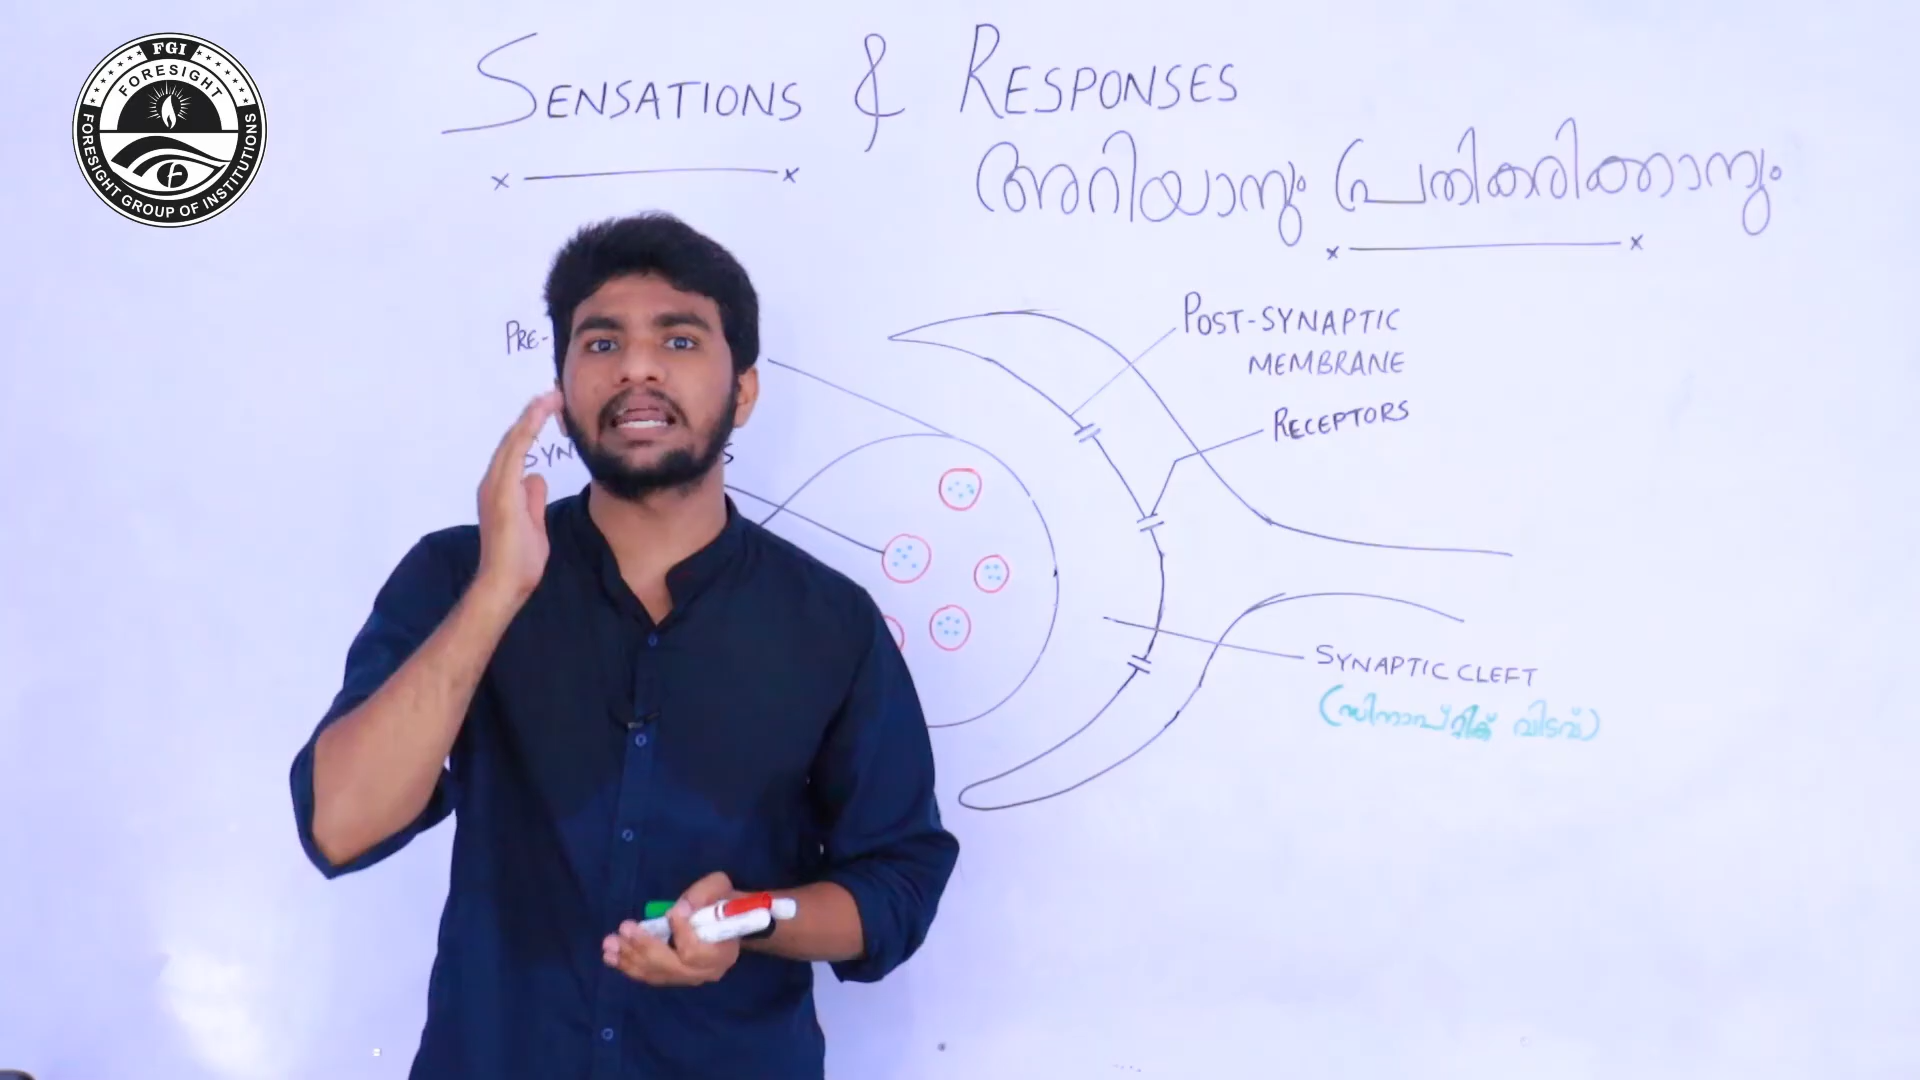 FGI
FORESIGHT
FORESIGHT GROUP OF INSTITUTIONS
SENSATIONS & RESPONSES
അറിയാനും പ്രതികരിക്കാനും
PRE-
POST-SYNAPTIC
MEMBRANE
RECEPTORS
SYN
S
SYNAPTIC CLEFT
(സിനാപ്റ്റിക് വിടവ്)